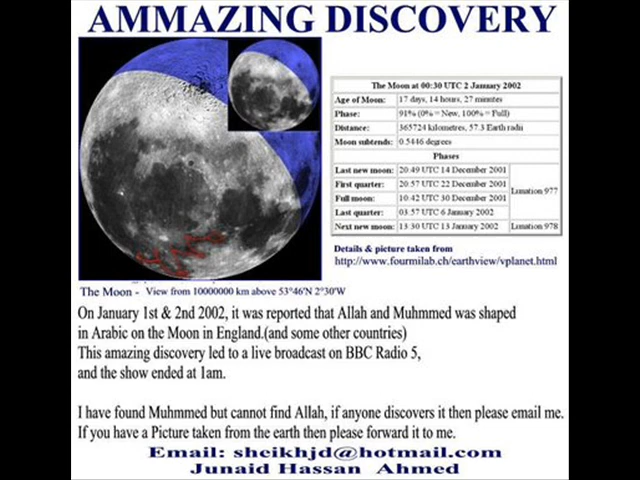 AMMAZING DISCOVERY
The Moon at 00:30 UTC 2 January 2002
Age of Moon: 17 days, 14 hours, 27 minutes
Phase: 91% (0% = New, 100% = Full)
Distance: 365724 kilometres, 57.3 Earth radii
Moon subtends: 0.5446 degrees
Phases
Last new moon: 20:49 UTC 14 December 2001
First quarter: 20:57 UTC 22 December 2001
Lunation 977
Full moon: 10:42 UTC 30 December 2001
Last quarter: 03:57 UTC 6 January 2002
Next new moon: 13:30 UTC 13 January 2002 Lunation 978
Details & picture taken from
http://www.fourmilab.ch/earthview/vplanet.html
The Moon - View from 10000000 km above 53°46'N 2°30'W
On January 1st & 2nd 2002, it was reported that Allah and Muhmmed was shaped
in Arabic on the Moon in England.(and some other countries)
This amazing discovery led to a live broadcast on BBC Radio 5,
and the show ended at 1am.
I have found Muhmmed but cannot find Allah, if anyone discovers it then please email me.
If you have a Picture taken from the earth then please forward it to me.
Email: sheikhjd@hotmail.com
Junaid Hassan Ahmed